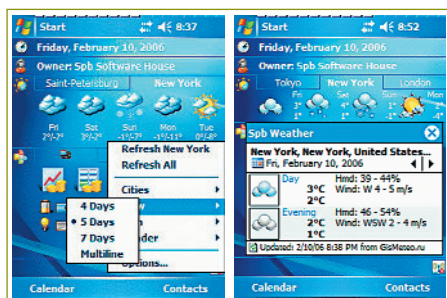 Start 8:37
Friday, February 10, 2006
Owner: Spb Software House
Saint-Petersburg New York
Fri Sat Sun Mon Tue
Refresh New York
Refresh All
Cities
4 Days
5 Days
7 Days
Multiline
Options...
Calendar Contacts
Start 8:52
Friday, February 10, 2006
Owner: Spb Software House
Tokyo New York London
Fri Sat Sun Mon
Spb Weather
New York, New York, United States...
Fri, February 10, 2006
Day Hmd: 39 - 44%
3°C Wind: W 4 - 5 m/s
2°C
Evening Hmd: 46 - 54%
2°C Wind: WSW 2 - 4 m/s
1°C
Updated: 2/10/06 8:38 PM from GisMeteo.ru
Calendar Contacts